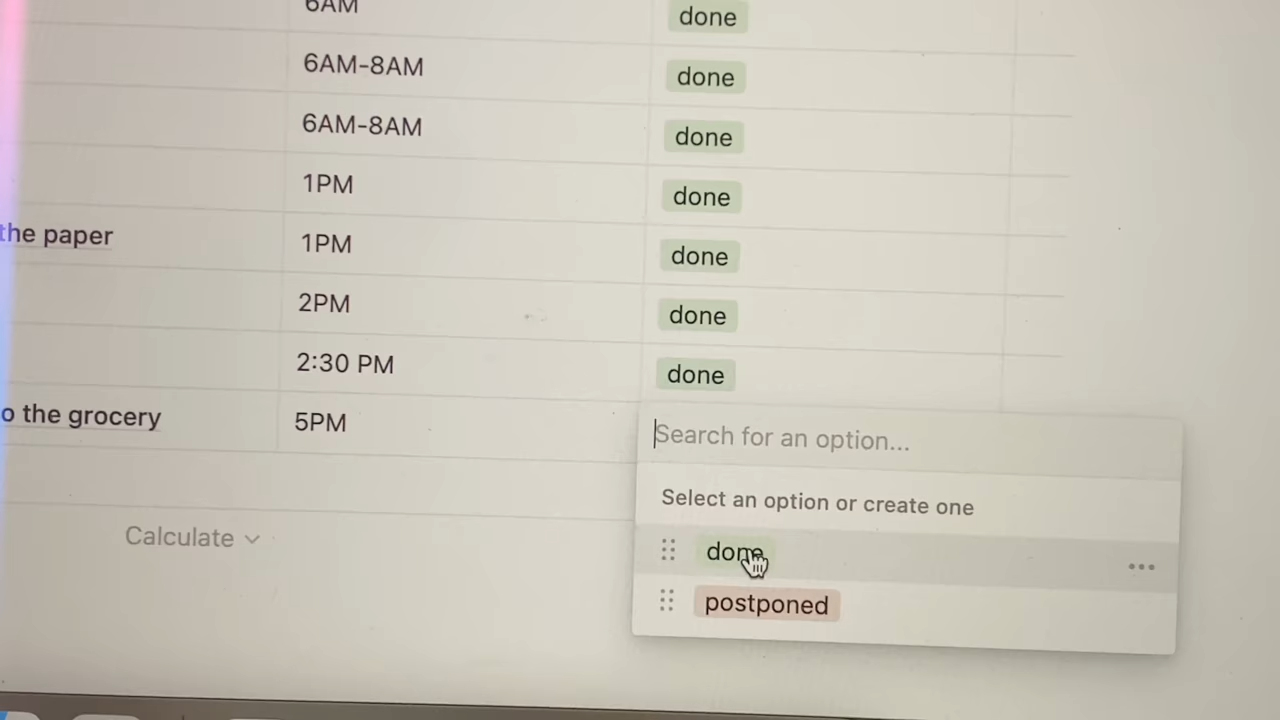 6AM done
6AM-8AM done
6AM-8AM done
1PM done
the paper 1PM done
2PM done
2:30 PM done
o the grocery 5PM
Search for an option...
Select an option or create one
done
postponed
Calculate